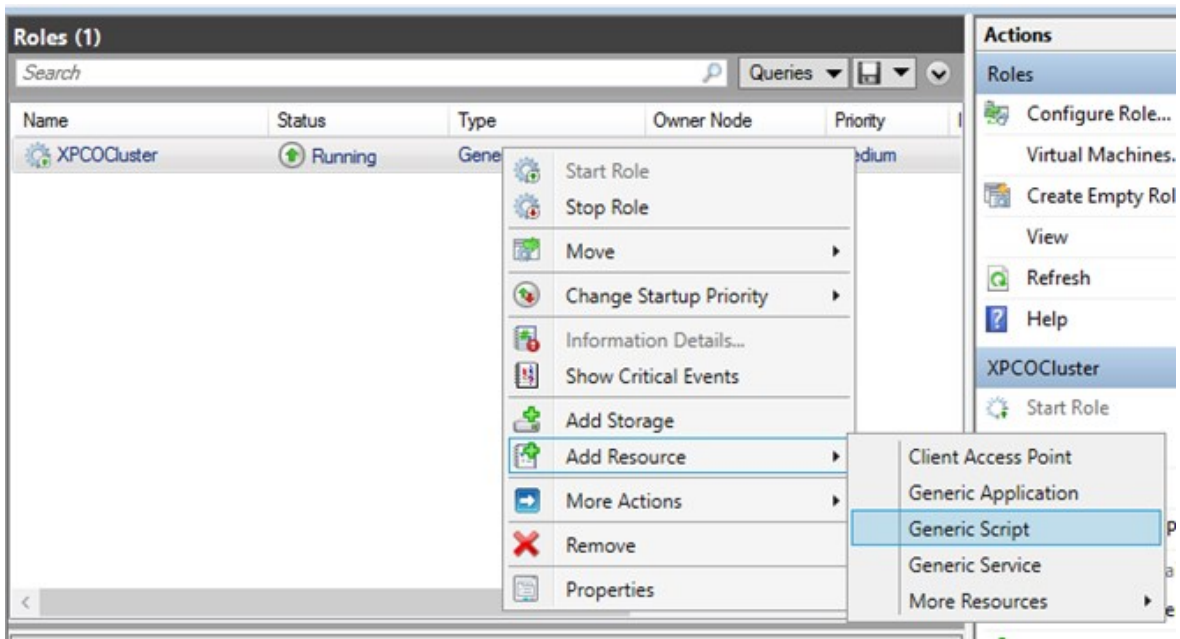 Roles (1)
Search
Queries
Name Status Type Owner Node Priority
XPCOCluster Running
Start Role
Stop Role
Move
Change Startup Priority
Information Details...
Show Critical Events
Add Storage
Add Resource
More Actions
Remove
Properties
Client Access Point
Generic Application
Generic Script
Generic Service
More Resources
Actions
Roles
Configure Role...
Virtual Machines.
Create Empty Rol
View
Refresh
Help
XPCOCluster
Start Role